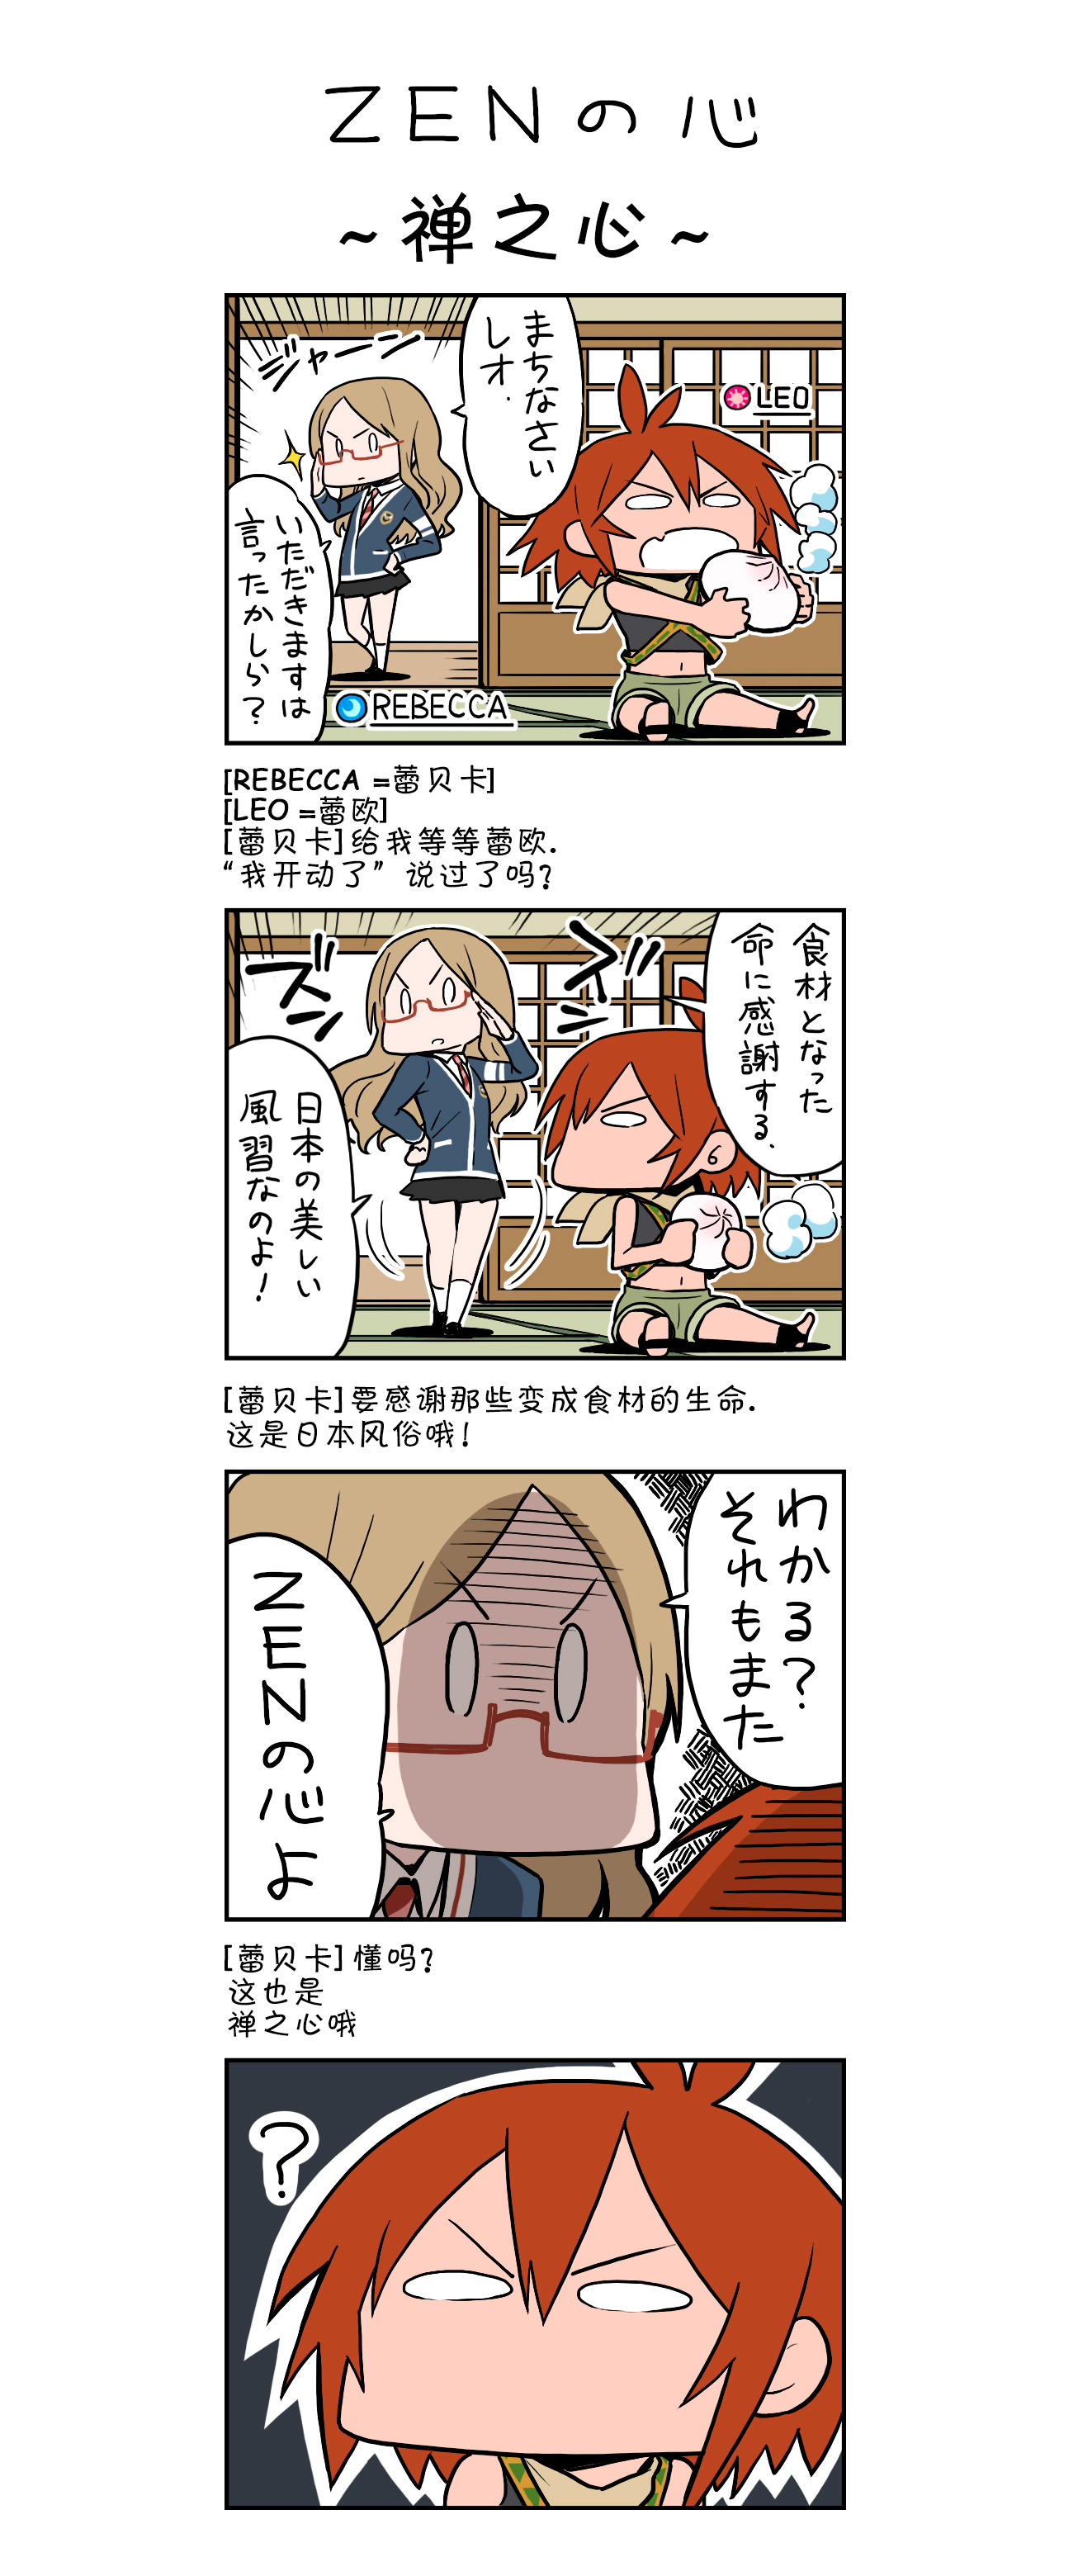 ZENの心
~禅之心~
まちなさい
レオ.
LEO
ジャーン
いただきますは
言ったかしら?
REBECCA
[REBECCA =蕾贝卡]
[LEO =蕾欧]
[蕾贝卡]给我等等蕾欧.
“我开动了”说过了吗?
食材となった
命に感謝する、
ズン
ズン
日本の美しい
風習なのよ!
[蕾贝卡]要感谢那些变成食材的生命.
这是日本风俗哦!
わかる?
それもまた
ZENの心よ
[蕾贝卡]懂吗?
这也是
禅之心哦
?